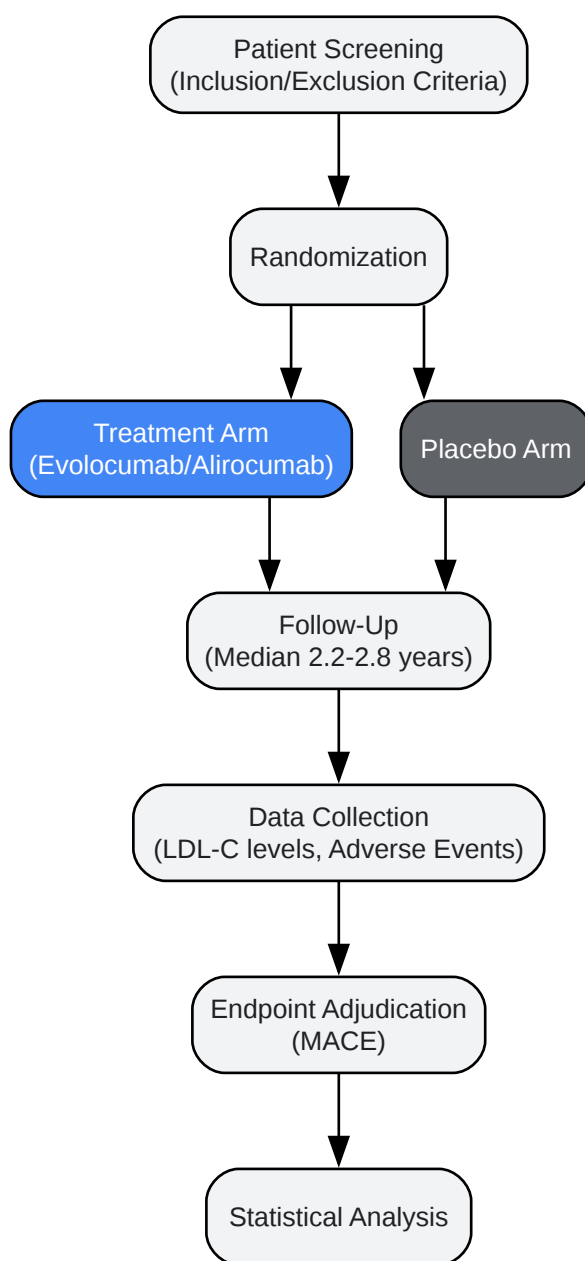 Patient Screening
(Inclusion/Exclusion Criteria)
Randomization
Treatment Arm
(Evolocumab/Alirocumab)
Placebo Arm
Follow-Up
(Median 2.2-2.8 years)
Data Collection
(LDL-C levels, Adverse Events)
Endpoint Adjudication
(MACE)
Statistical Analysis